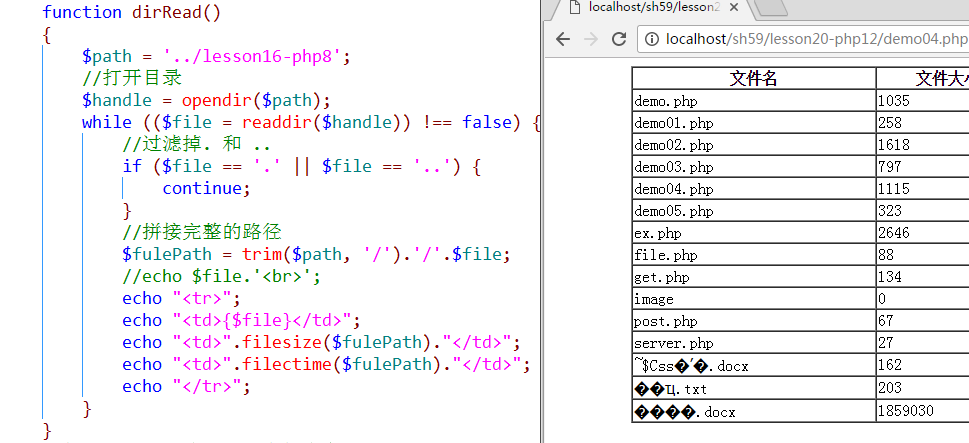 function dirRead()
{
$path = '../lesson16-php8';
//打开目录
$handle = opendir($path);
while (($file = readdir($handle)) !== false) {
//过滤掉. 和 ..
if ($file == '.' || $file == '..') {
continue;
}
//拼接完整的路径
$fulePath = trim($path, '/').'/'.$file;
//echo $file.'<br>';
echo "<tr>";
echo "<td>{$file}</td>";
echo "<td>".filesize($fulePath)."</td>";
echo "<td>".filectime($fulePath)."</td>";
echo "</tr>";
}
}
localhost/sh59/lesson2
localhost/sh59/lesson20-php12/demo04.php
文件名 文件大小
demo.php 1035
demo01.php 258
demo02.php 1618
demo03.php 797
demo04.php 1115
demo05.php 323
ex.php 2646
file.php 88
get.php 134
image 0
post.php 67
server.php 27
~$Css�ʼ�.docx 162
��Ц.txt 203
����.docx 1859030